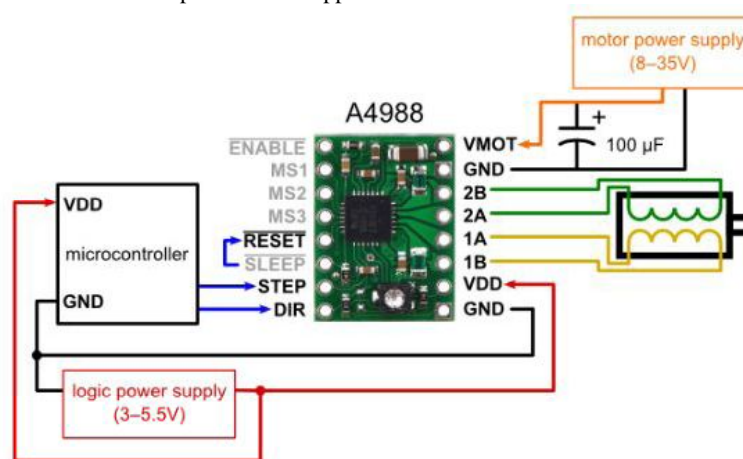 motor power supply
(8–35V)
A4988
ENABLE
MS1
MS2
MS3
RESET
SLEEP
STEP
DIR
VMOT
GND
2B
2A
1A
1B
VDD
GND
+
100 µF
VDD
microcontroller
GND
logic power supply
(3–5.5V)